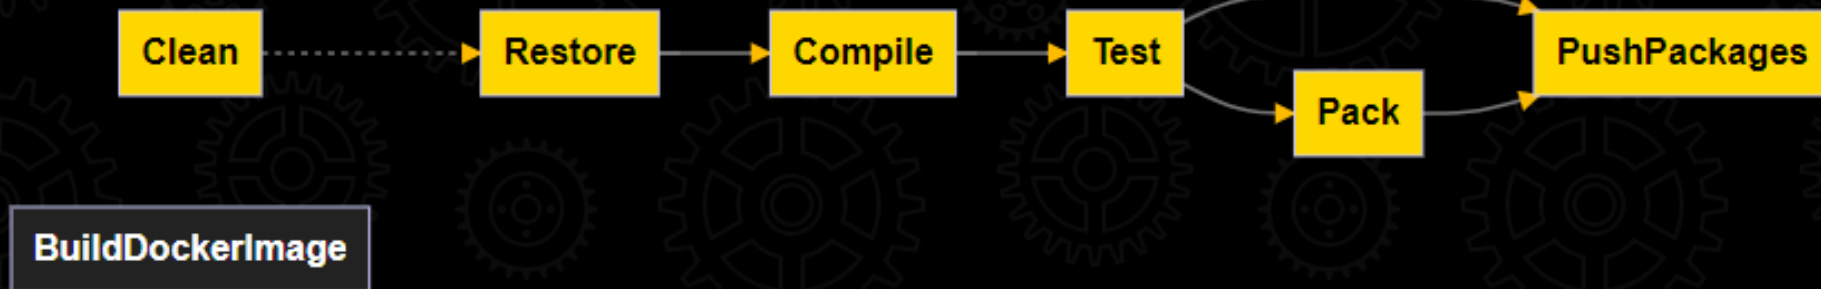 Clean
Restore
Compile
Test
Pack
PushPackages
BuildDockerImage